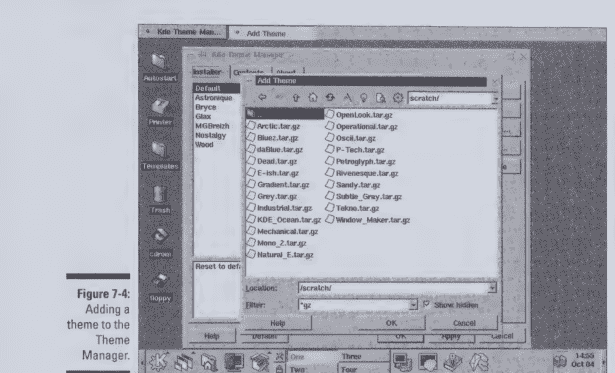 Kde Theme Man...
Add Theme
Kde Theme Manager
Installer Contents About
Add Theme
scratch/
Autostart
Printer
Templates
Trash
cdrom
floppy
Default
Astronique
Bryce
Glax
MGBreizh
Nostalgy
Wood
Reset to def
..
Arctic.tar.gz
Bluez.tar.gz
daBlue.tar.gz
Dead.tar.gz
E-ish.tar.gz
Gradient.tar.gz
Grey.tar.gz
Industrial.tar.gz
KDE_Ocean.tar.gz
Mechanical.tar.gz
Mono_2.tar.gz
Natural_E.tar.gz
OpenLook.tar.gz
Operational.tar.gz
Oscil.tar.gz
P-Tech.tar.gz
Petroglyph.tar.gz
Rivenesque.tar.gz
Sandy.tar.gz
Subtle_Gray.tar.gz
Tekno.tar.gz
Window_Maker.tar.gz
Location: /scratch/
Filter: *gz Show hidden
Help OK Cancel
Help Default OK Apply Cancel
One Three
Two Four
14:55
Oct 04
Figure 7-4:
Adding a
theme to the
Theme
Manager.